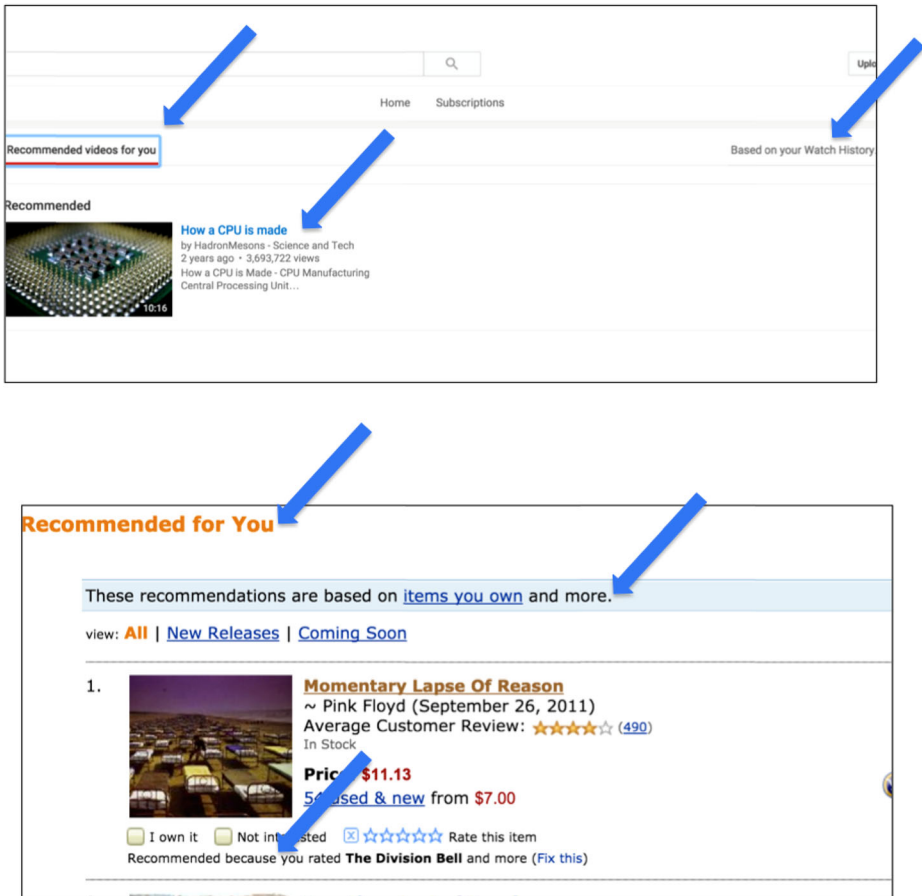 Uplo
Home Subscriptions
Recommended videos for you
Based on your Watch History
Recommended
How a CPU is made
by HadronMesons - Science and Tech
2 years ago • 3,693,722 views
How a CPU is Made - CPU Manufacturing
Central Processing Unit...
10:16
Recommended for You
These recommendations are based on items you own and more.
view: All | New Releases | Coming Soon
1.
Momentary Lapse Of Reason
~ Pink Floyd (September 26, 2011)
Average Customer Review: (490)
In Stock
$11.13
used & new from $7.00
I own it Not Rate this item
Recommended because you rated The Division Bell and more (Fix this)